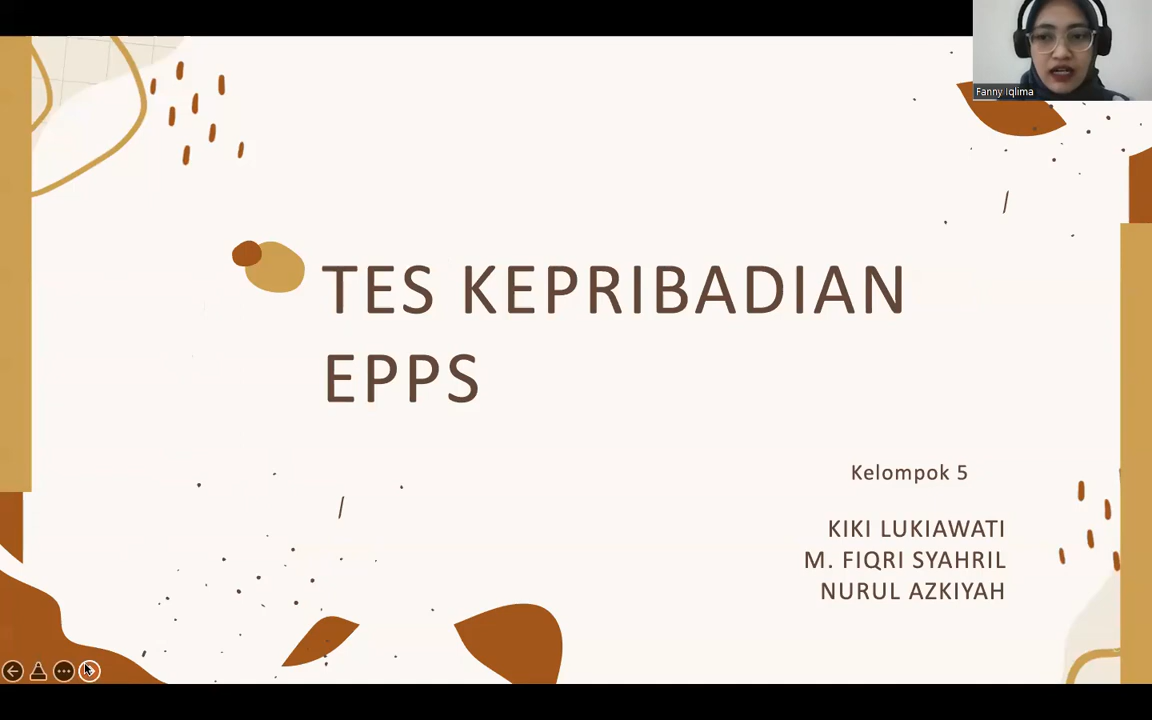 Fanny Iqlima
TES KEPRIBADIAN
EPPS
Kelompok 5
KIKI LUKIAWATI
M. FIQRI SYAHRIL
NURUL AZKIYAH